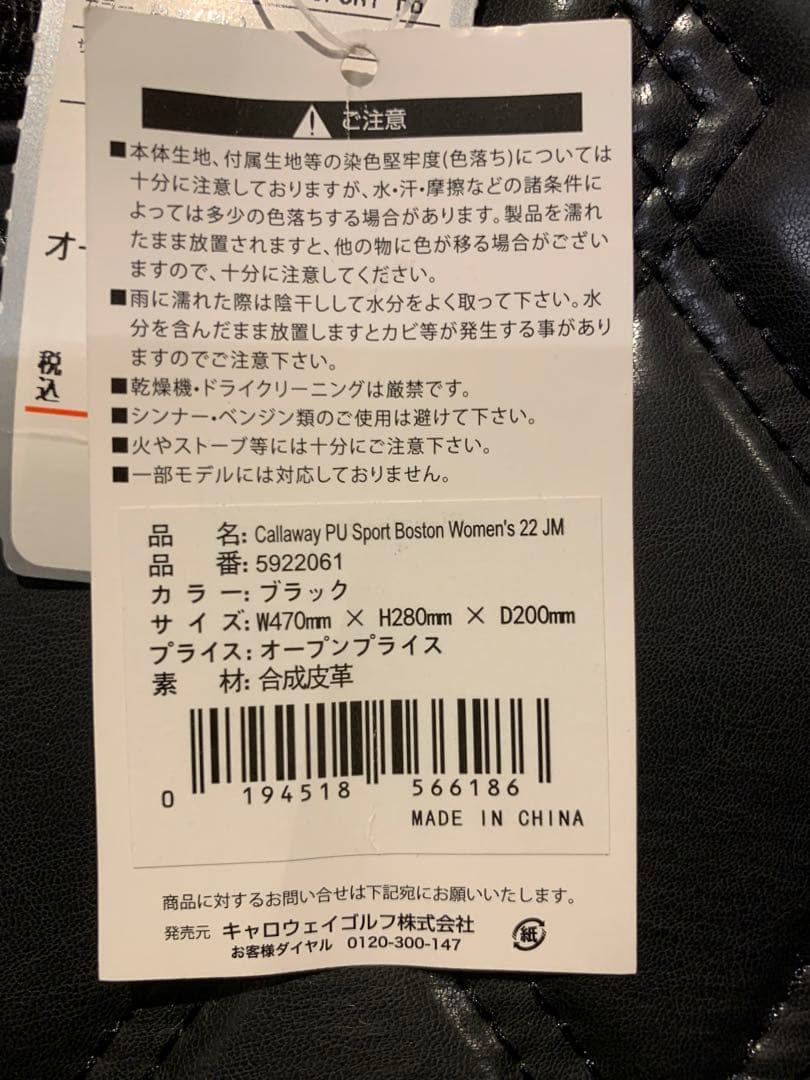 ご注意
■本体生地、付属生地等の染色堅牢度(色落ち)については
十分に注意しておりますが、水・汗・摩擦などの諸条件に
よっては多少の色落ちする場合があります。製品を濡れ
たまま放置されますと、他の物に色が移る場合がござい
ますので、十分に注意してください。
■雨に濡れた際は陰干しして水分をよく取って下さい。水
分を含んだまま放置しますとカビ等が発生する事があり
ますのでご注意下さい。
■乾燥機・ドライクリーニングは厳禁です。
■シンナー・ベンジン類のご使用は避けて下さい。
■火やストーブ等には十分にご注意下さい。
■一部モデルには対応しておりません。
品 名: Callaway PU Sport Boston Women's 22 JM
品 番: 5922061
カラー: ブラック
サイズ: W470mm × H280mm × D200mm
プライス: オープンプライス
素 材: 合成皮革
0 194518 566186
MADE IN CHINA
商品に対するお問い合せは下記宛にお願いいたします。
発売元 キャロウェイゴルフ株式会社
お客様ダイヤル 0120-300-147
紙
オー
税
込